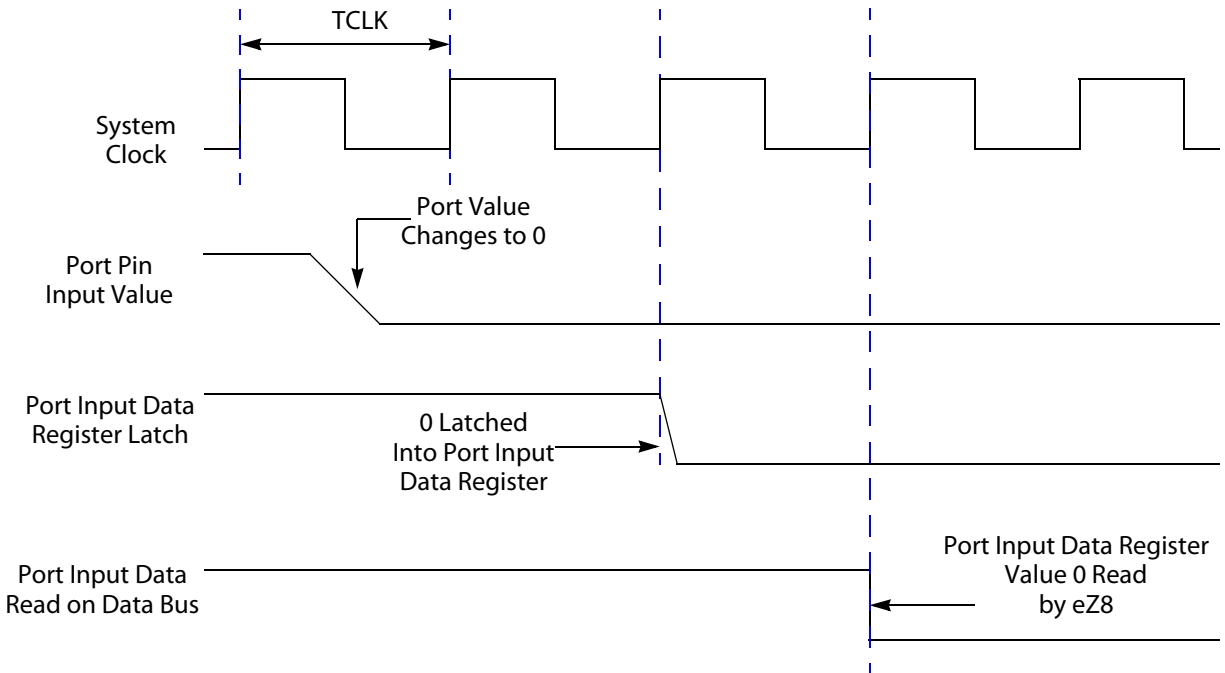 TCLK
System
Clock
Port Value
Changes to 0
Port Pin
Input Value
Port Input Data
Register Latch
0 Latched
Into Port Input
Data Register
Port Input Data
Read on Data Bus
Port Input Data Register
Value 0 Read
by eZ8